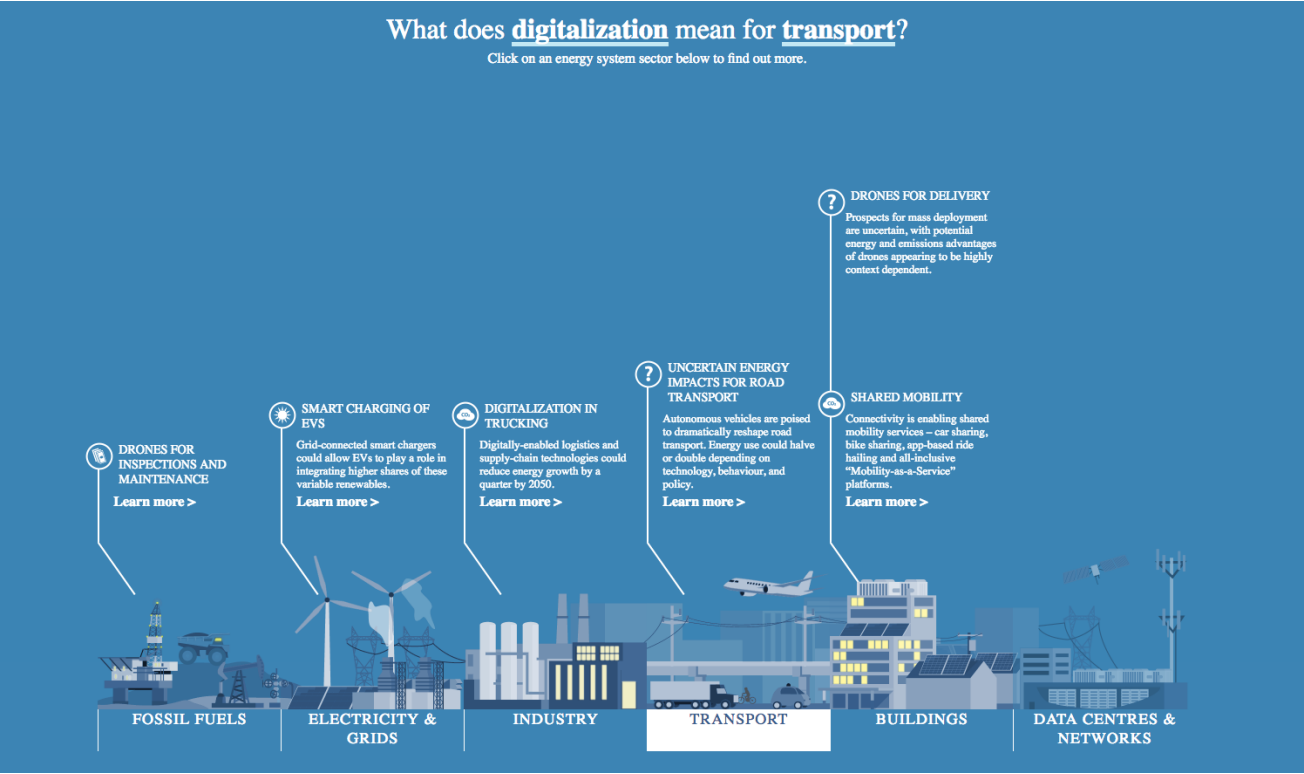 What does digitalization mean for transport?
Click on an energy system sector below to find out more.
DRONES FOR
INSPECTIONS AND
MAINTENANCE
Learn more >
SMART CHARGING OF
EVS
Grid-connected smart chargers
could allow EVs to play a role in
integrating higher shares of these
variable renewables.
Learn more >
CO₂
DIGITALIZATION IN
TRUCKING
Digitally-enabled logistics and
supply-chain technologies could
reduce energy growth by a
quarter by 2050.
Learn more >
?
UNCERTAIN ENERGY
IMPACTS FOR ROAD
TRANSPORT
Autonomous vehicles are poised
to dramatically reshape road
transport. Energy use could halve
or double depending on
technology, behaviour, and
policy.
Learn more >
?
DRONES FOR DELIVERY
Prospects for mass deployment
are uncertain, with potential
energy and emissions advantages
of drones appearing to be highly
context dependent.
CO₂
SHARED MOBILITY
Connectivity is enabling shared
mobility services – car sharing,
bike sharing, app-based ride
hailing and all-inclusive
“Mobility-as-a-Service”
platforms.
Learn more >
FOSSIL FUELS
ELECTRICITY &
GRIDS
INDUSTRY
TRANSPORT
BUILDINGS
DATA CENTRES &
NETWORKS